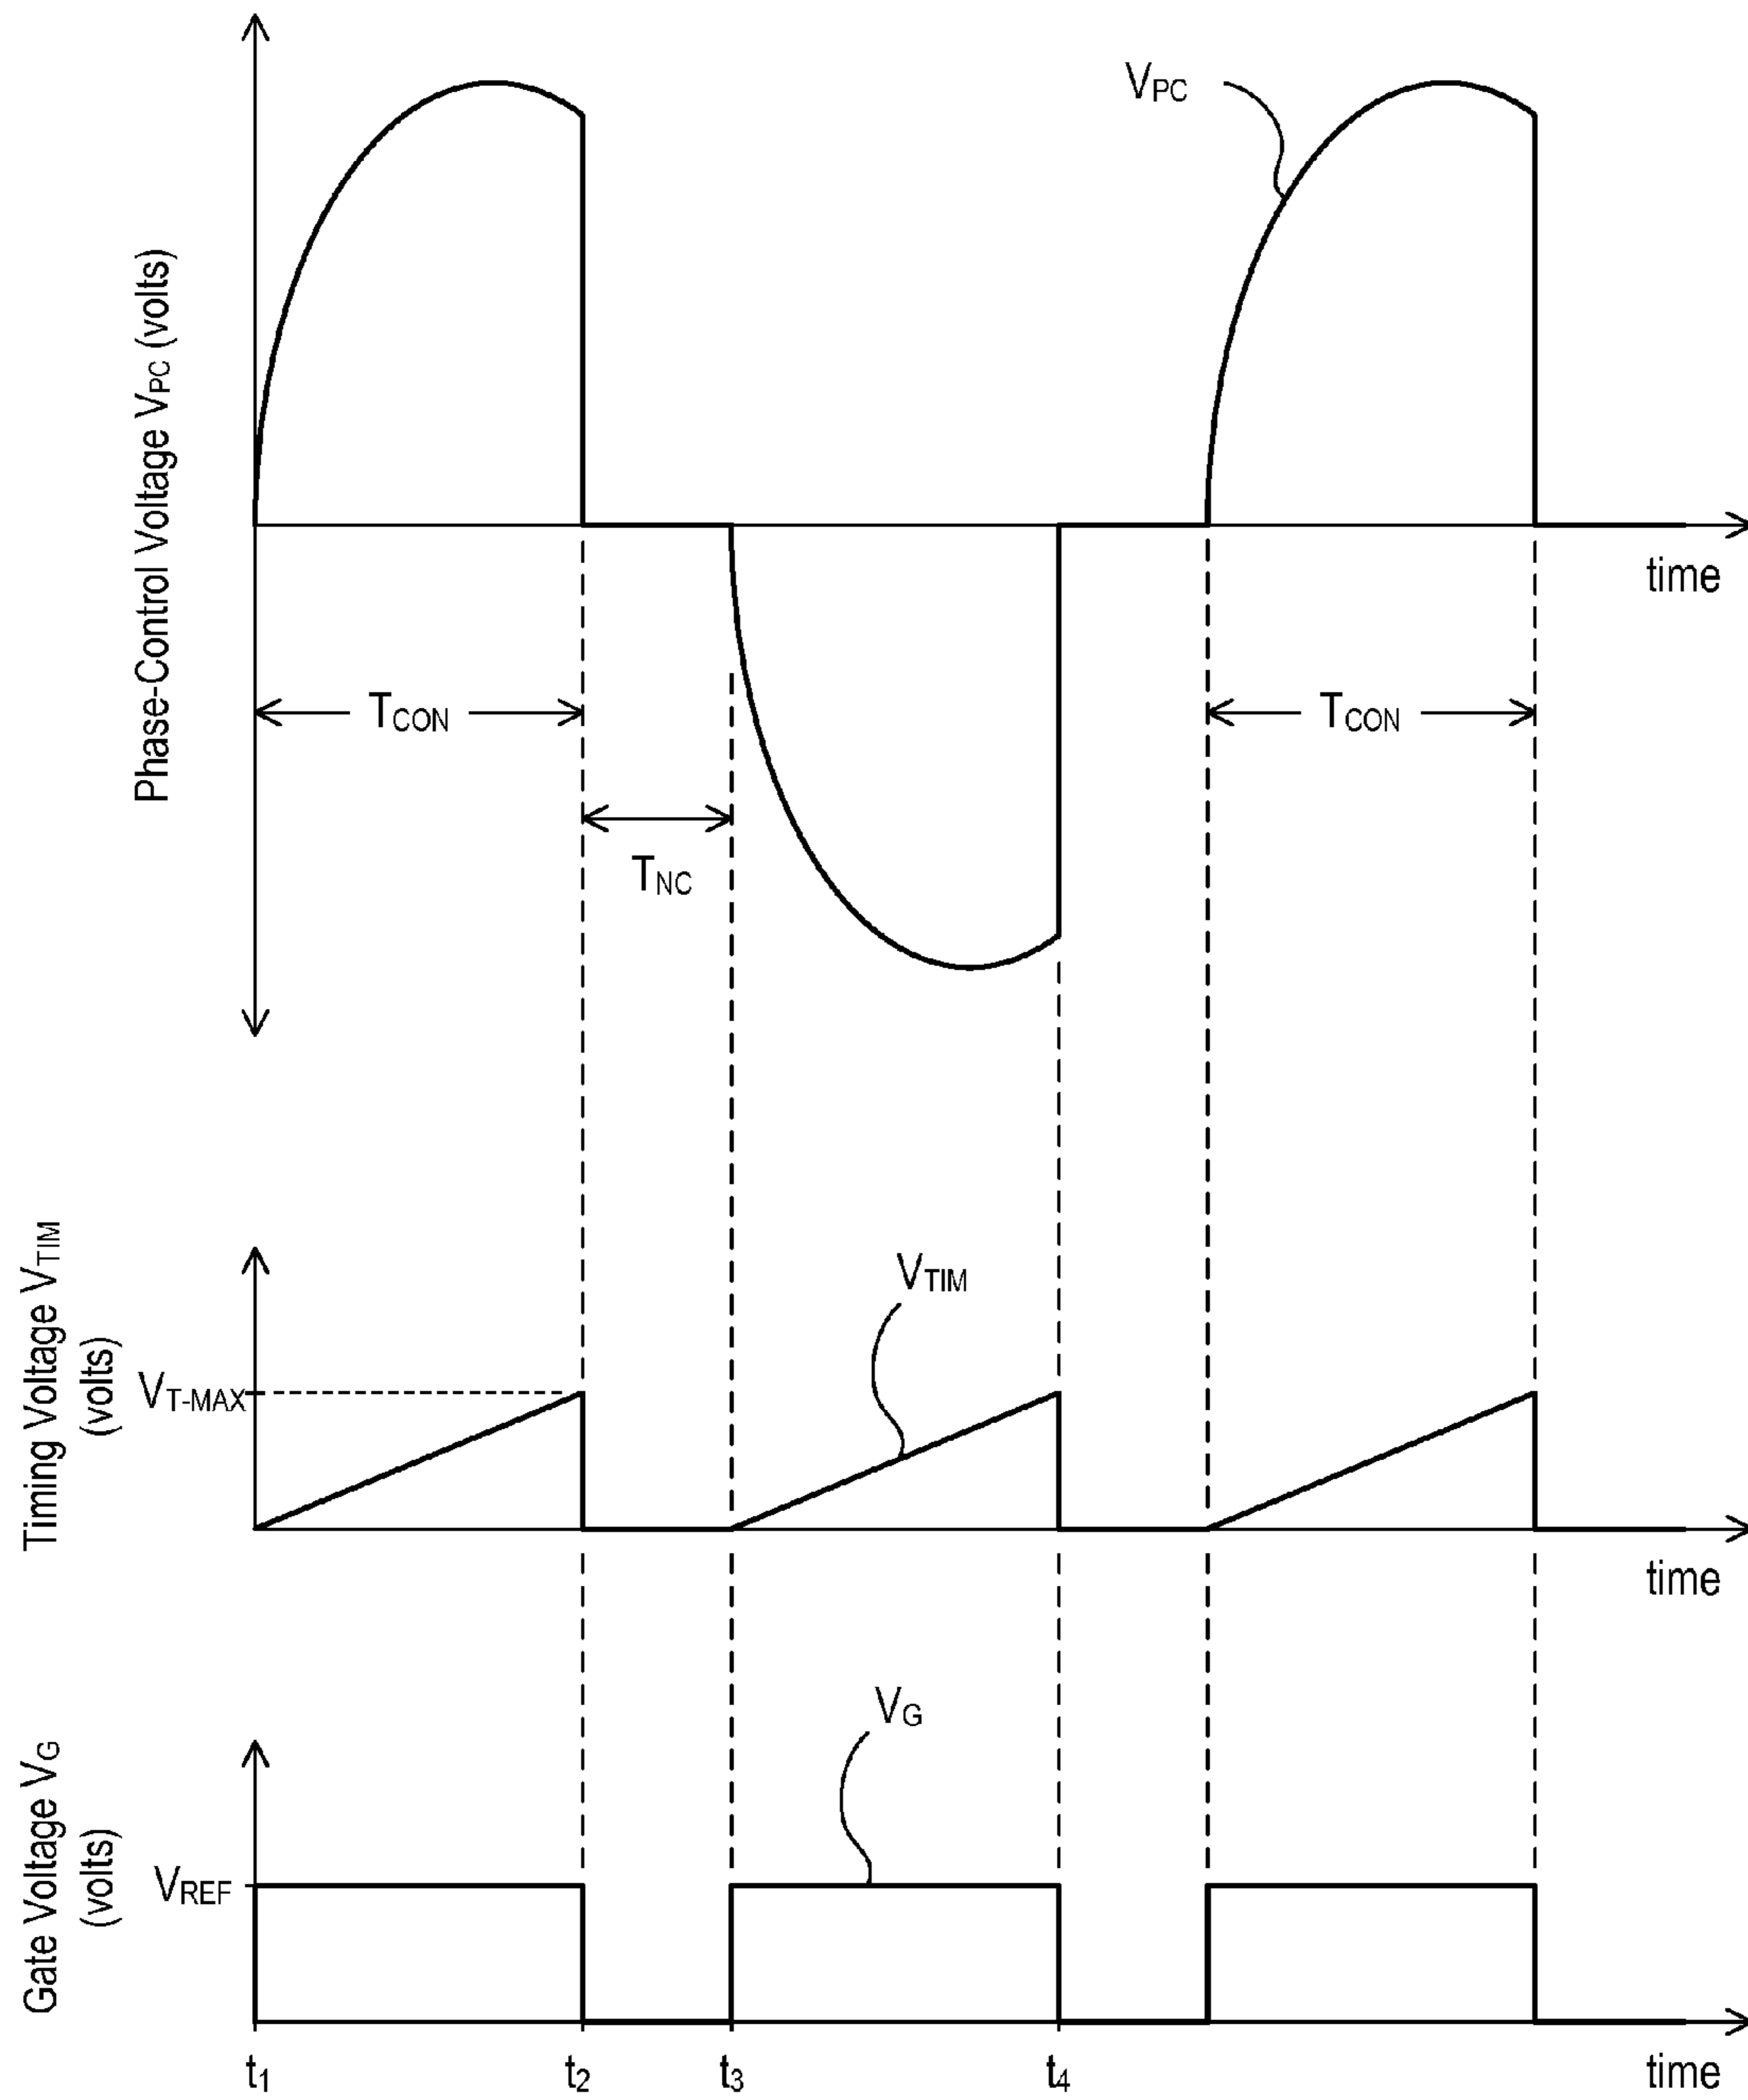 Phase-Control Voltage VPC (volts)
VPC
time
TCON
TCON
TNC
Timing Voltage VTIM
(volts)
VTIM
VT-MAX
time
Gate Voltage VG
(volts)
VG
VREF
t1
t2
t3
t4
time